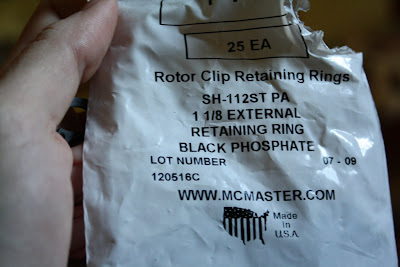 25 EA
Rotor Clip Retaining Rings
SH-112ST PA
1 1/8 EXTERNAL
RETAINING RING
BLACK PHOSPHATE
LOT NUMBER 07 - 09
120516C
WWW.MCMASTER.COM
Made
in
U.S.A.